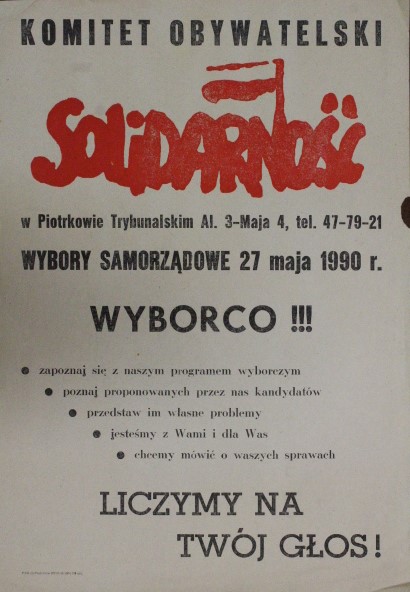 KOMITET OBYWATELSKI
SOLIDARNOŚĆ
w Piotrkowie Trybunalskim Al. 3-Maja 4, tel. 47-79-21
WYBORY SAMORZĄDOWE 27 maja 1990 r.
WYBORCO !!!
● zapoznaj się z naszym programem wyborczym
● poznaj proponowanych przez nas kandydatów
● przedstaw im własne problemy
● jesteśmy z Wami i dla Was
● chcemy mówić o waszych sprawach
LICZYMY NA
TWÓJ GŁOS!